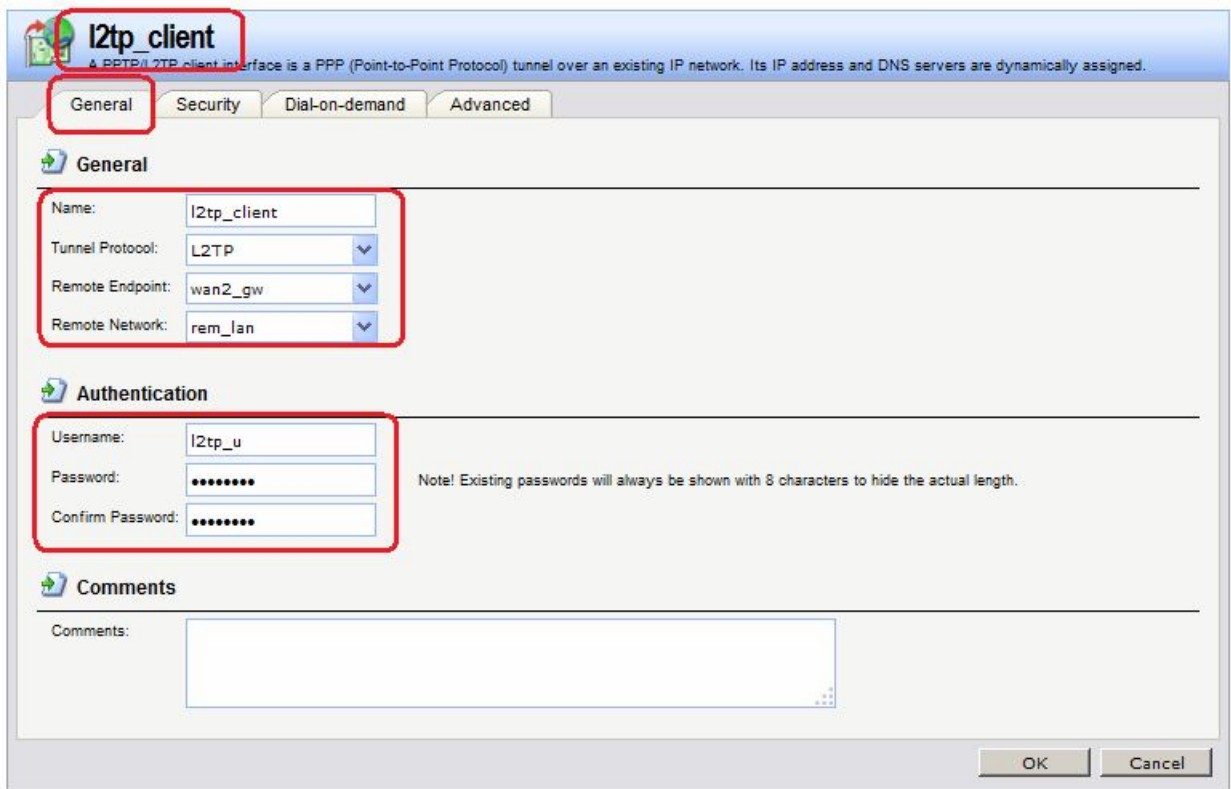 l2tp_client
A PPTP/L2TP client interface is a PPP (Point-to-Point Protocol) tunnel over an existing IP network. Its IP address and DNS servers are dynamically assigned.
General Security Dial-on-demand Advanced
General
Name: l2tp_client
Tunnel Protocol: L2TP
Remote Endpoint: wan2_gw
Remote Network: rem_lan
Authentication
Username: l2tp_u
Password: ●●●●●●●● Note! Existing passwords will always be shown with 8 characters to hide the actual length.
Confirm Password: ●●●●●●●●
Comments
Comments:
OK Cancel